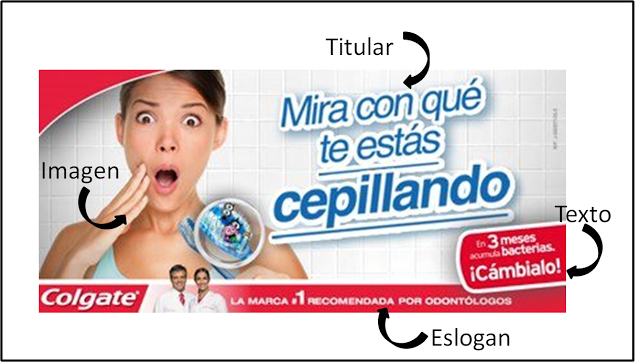 Titular
Mira con qué
te estás
cepillando
Imagen
Texto
En 3 meses
acumula bacterias.
¡Cámbialo!
Colgate
LA MARCA #1 RECOMENDADA POR ODONTÓLOGOS
Eslogan